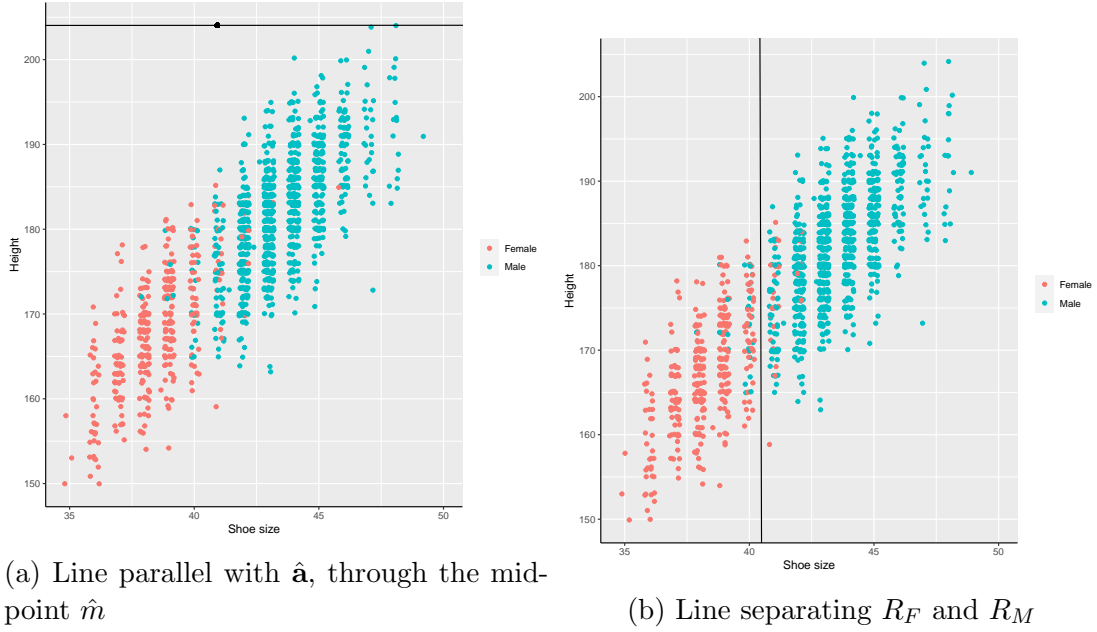 200
190
180
170
160
150
Height
35
40
45
50
Shoe size
Female
Male
(a) Line parallel with â, through the mid-
point m̂
200
190
180
170
160
150
Height
35
40
45
50
Shoe size
Female
Male
(b) Line separating R_F and R_M